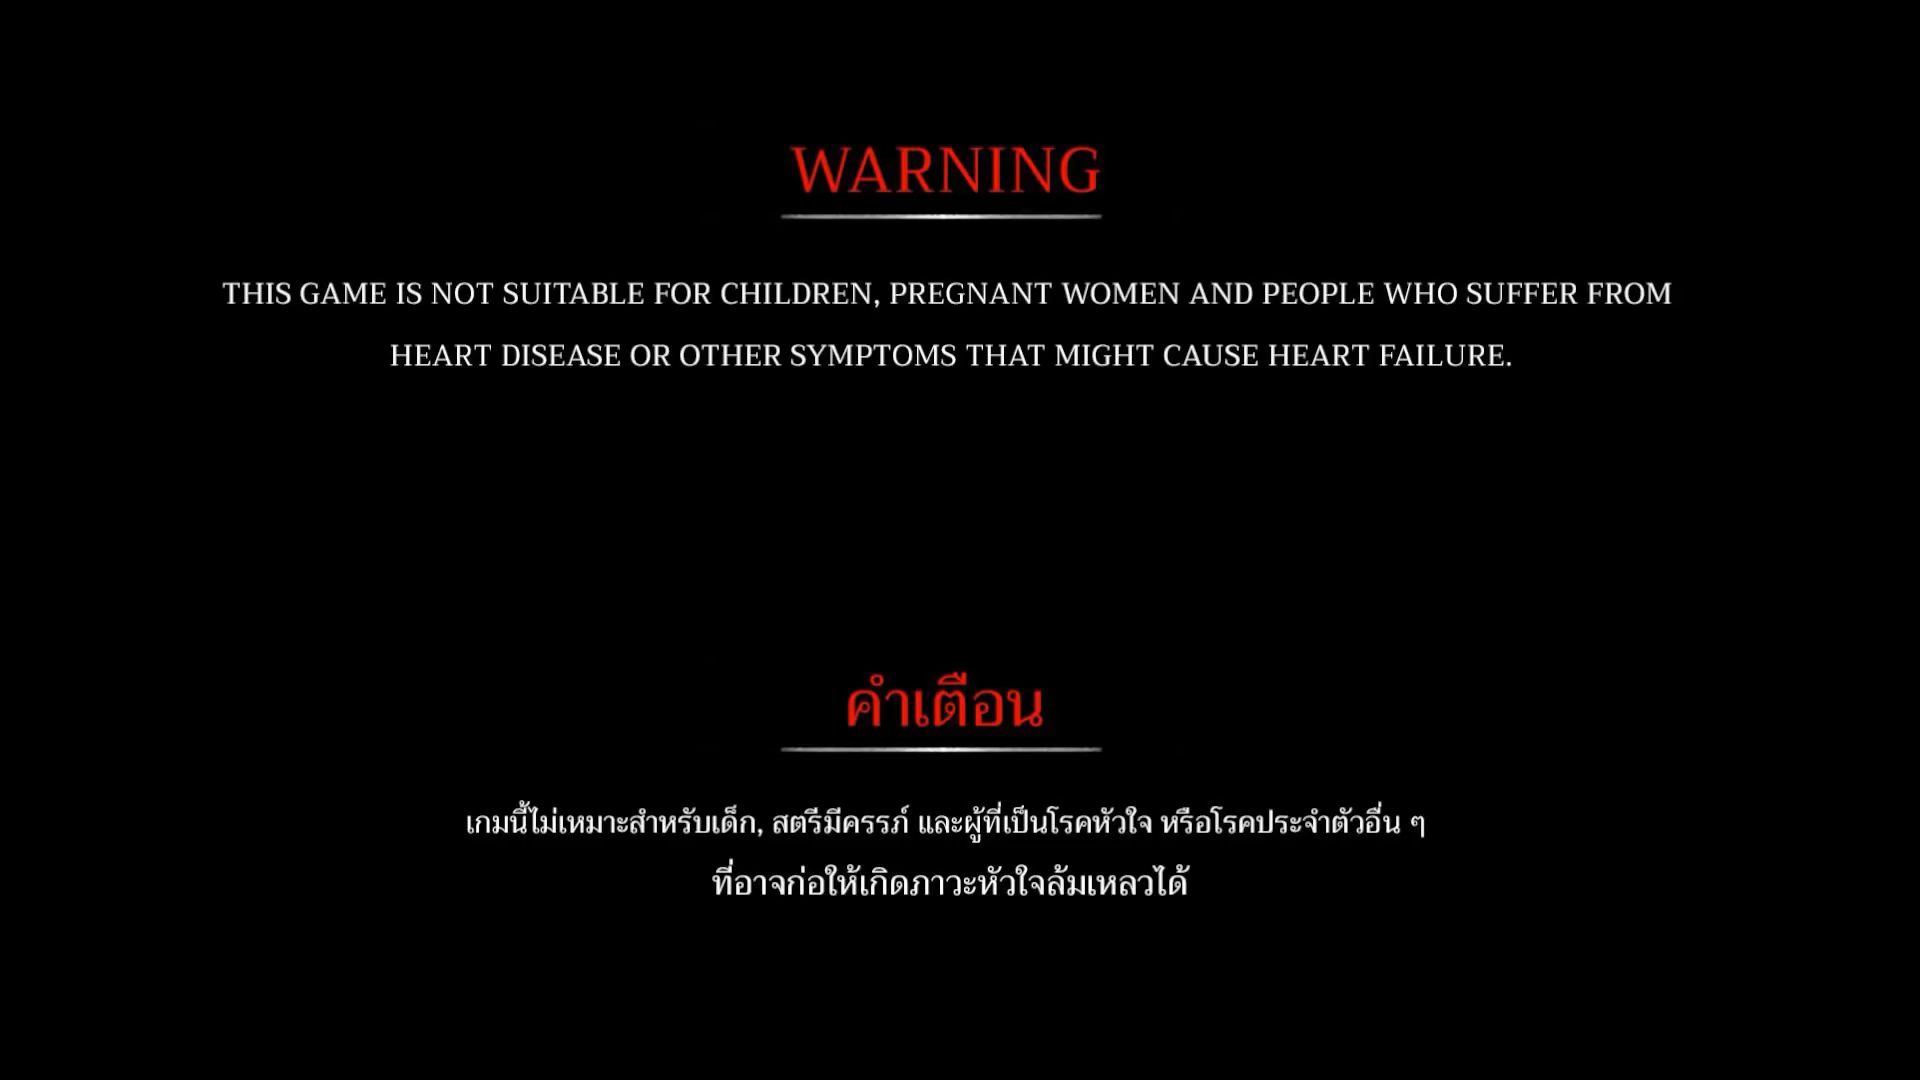 WARNING
THIS GAME IS NOT SUITABLE FOR CHILDREN, PREGNANT WOMEN AND PEOPLE WHO SUFFER FROM
HEART DISEASE OR OTHER SYMPTOMS THAT MIGHT CAUSE HEART FAILURE.
คำเตือน
เกมนี้ไม่เหมาะสำหรับเด็ก, สตรีมีครรภ์ และผู้ที่เป็นโรคหัวใจ หรือโรคประจำตัวอื่น ๆ
ที่อาจก่อให้เกิดภาวะหัวใจล้มเหลวได้